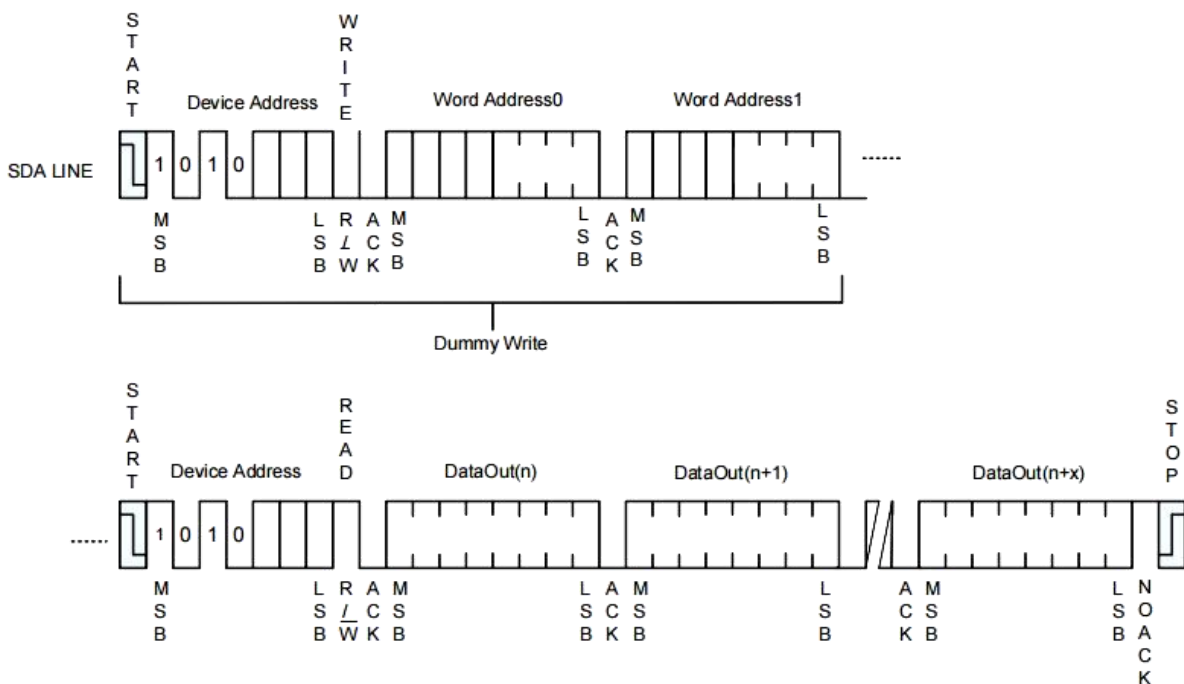 START
WRITE
Device Address
Word Address0
Word Address1
SDA LINE
1 0 1 0
MSB
LSB
R/W
ACK
MSB
LSB
ACK
MSB
LSB
Dummy Write
START
READ
STOP
Device Address
DataOut(n)
DataOut(n+1)
DataOut(n+x)
1 0 1 0
MSB
LSB
R/W
ACK
MSB
LSB
ACK
MSB
LSB
ACK
MSB
LSB
NOACK